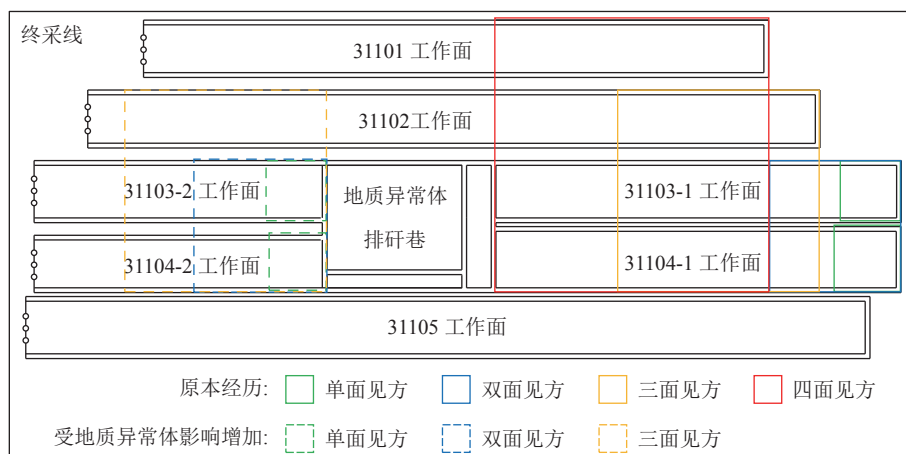 终采线
31101 工作面
31102工作面
31103-2 工作面
地质异常体
排矸巷
31103-1 工作面
31104-2 工作面
31104-1 工作面
31105 工作面
原本经历: 单面见方 双面见方 三面见方 四面见方
受地质异常体影响增加: 单面见方 双面见方 三面见方